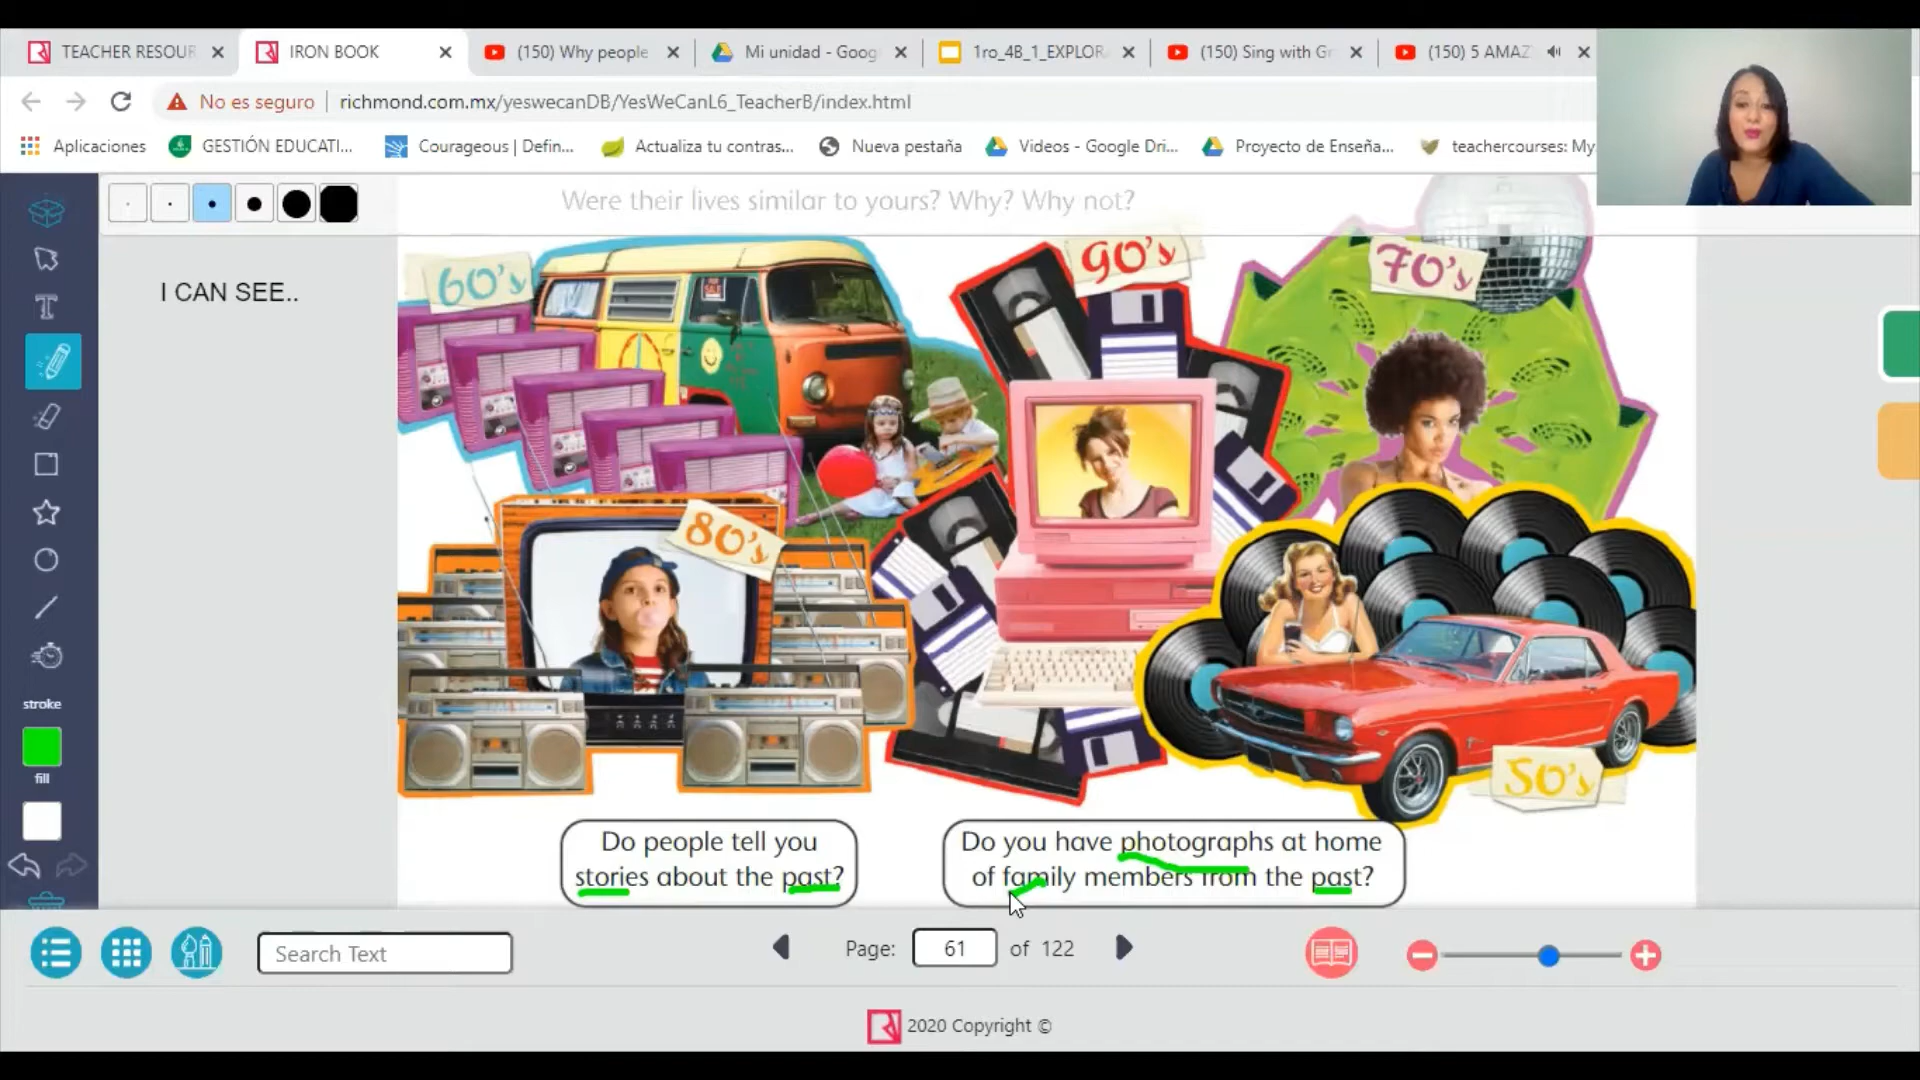 TEACHER RESOUR
IRON BOOK
(150) Why people
Mi unidad - Goog
1ro_4B_1_EXPLOR
(150) Sing with Gr
(150) 5 AMAZ
No es seguro
richmond.com.mx/yeswecanDB/YesWeCanL6_TeacherB/index.html
Aplicaciones
GESTIÓN EDUCATI...
Courageous | Defin...
Actualiza tu contras...
Nueva pestaña
Videos - Google Dri...
Proyecto de Enseña...
teachercourses: My
Were their lives similar to yours? Why? Why not?
I CAN SEE..
60's
90's
70's
80's
50's
stroke
fill
Do people tell you
stories about the past?
Do you have photographs at home
of family members from the past?
Search Text
Page: 61 of 122
2020 Copyright ©